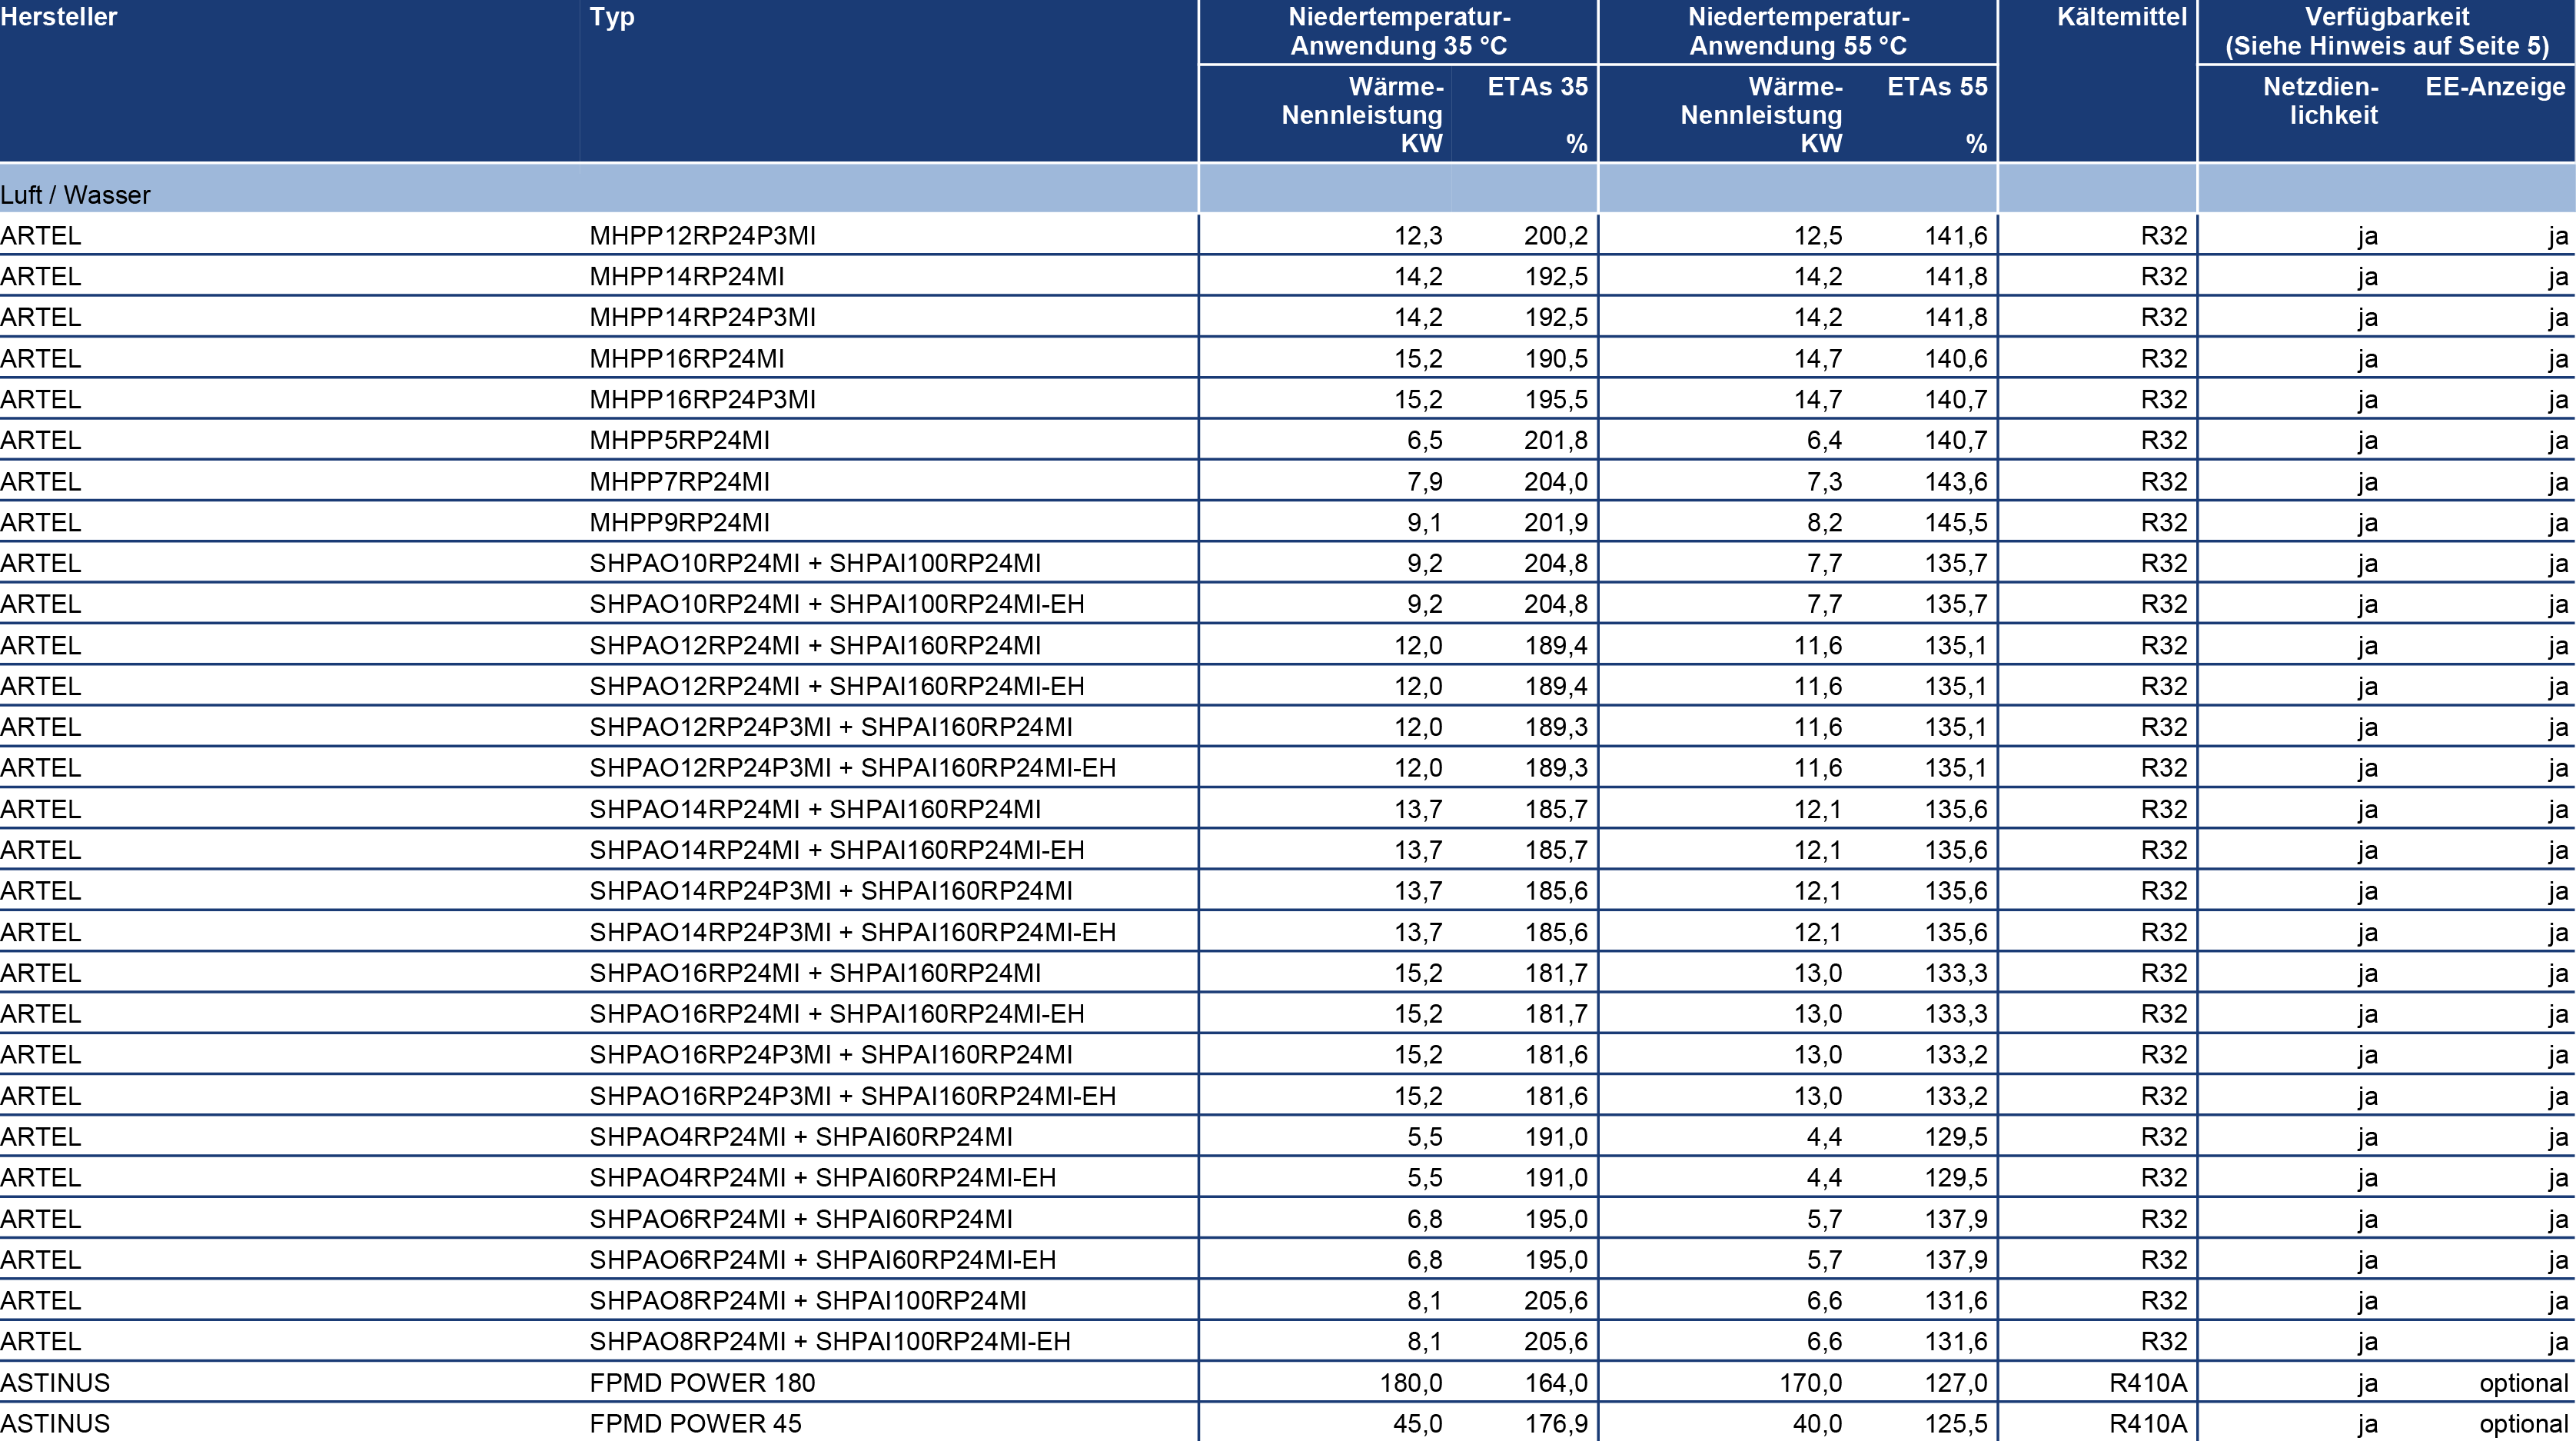 Hersteller Typ Niedertemperatur- Niedertemperatur- Kältemittel Verfügbarkeit
Anwendung 35 °C Anwendung 55 °C (Siehe Hinweis auf Seite 5)
Wärme- ETAs 35 Wärme- ETAs 55 Netzdien- EE-Anzeige
Nennleistung Nennleistung lichkeit
KW % KW %
Luft / Wasser
ARTEL MHPP12RP24P3MI 12,3 200,2 12,5 141,6 R32 ja ja
ARTEL MHPP14RP24MI 14,2 192,5 14,2 141,8 R32 ja ja
ARTEL MHPP14RP24P3MI 14,2 192,5 14,2 141,8 R32 ja ja
ARTEL MHPP16RP24MI 15,2 190,5 14,7 140,6 R32 ja ja
ARTEL MHPP16RP24P3MI 15,2 195,5 14,7 140,7 R32 ja ja
ARTEL MHPP5RP24MI 6,5 201,8 6,4 140,7 R32 ja ja
ARTEL MHPP7RP24MI 7,9 204,0 7,3 143,6 R32 ja ja
ARTEL MHPP9RP24MI 9,1 201,9 8,2 145,5 R32 ja ja
ARTEL SHPAO10RP24MI + SHPAI100RP24MI 9,2 204,8 7,7 135,7 R32 ja ja
ARTEL SHPAO10RP24MI + SHPAI100RP24MI-EH 9,2 204,8 7,7 135,7 R32 ja ja
ARTEL SHPAO12RP24MI + SHPAI160RP24MI 12,0 189,4 11,6 135,1 R32 ja ja
ARTEL SHPAO12RP24MI + SHPAI160RP24MI-EH 12,0 189,4 11,6 135,1 R32 ja ja
ARTEL SHPAO12RP24P3MI + SHPAI160RP24MI 12,0 189,3 11,6 135,1 R32 ja ja
ARTEL SHPAO12RP24P3MI + SHPAI160RP24MI-EH 12,0 189,3 11,6 135,1 R32 ja ja
ARTEL SHPAO14RP24MI + SHPAI160RP24MI 13,7 185,7 12,1 135,6 R32 ja ja
ARTEL SHPAO14RP24MI + SHPAI160RP24MI-EH 13,7 185,7 12,1 135,6 R32 ja ja
ARTEL SHPAO14RP24P3MI + SHPAI160RP24MI 13,7 185,6 12,1 135,6 R32 ja ja
ARTEL SHPAO14RP24P3MI + SHPAI160RP24MI-EH 13,7 185,6 12,1 135,6 R32 ja ja
ARTEL SHPAO16RP24MI + SHPAI160RP24MI 15,2 181,7 13,0 133,3 R32 ja ja
ARTEL SHPAO16RP24MI + SHPAI160RP24MI-EH 15,2 181,7 13,0 133,3 R32 ja ja
ARTEL SHPAO16RP24P3MI + SHPAI160RP24MI 15,2 181,6 13,0 133,2 R32 ja ja
ARTEL SHPAO16RP24P3MI + SHPAI160RP24MI-EH 15,2 181,6 13,0 133,2 R32 ja ja
ARTEL SHPAO4RP24MI + SHPAI60RP24MI 5,5 191,0 4,4 129,5 R32 ja ja
ARTEL SHPAO4RP24MI + SHPAI60RP24MI-EH 5,5 191,0 4,4 129,5 R32 ja ja
ARTEL SHPAO6RP24MI + SHPAI60RP24MI 6,8 195,0 5,7 137,9 R32 ja ja
ARTEL SHPAO6RP24MI + SHPAI60RP24MI-EH 6,8 195,0 5,7 137,9 R32 ja ja
ARTEL SHPAO8RP24MI + SHPAI100RP24MI 8,1 205,6 6,6 131,6 R32 ja ja
ARTEL SHPAO8RP24MI + SHPAI100RP24MI-EH 8,1 205,6 6,6 131,6 R32 ja ja
ASTINUS FPMD POWER 180 180,0 164,0 170,0 127,0 R410A ja optional
ASTINUS FPMD POWER 45 45,0 176,9 40,0 125,5 R410A ja optional